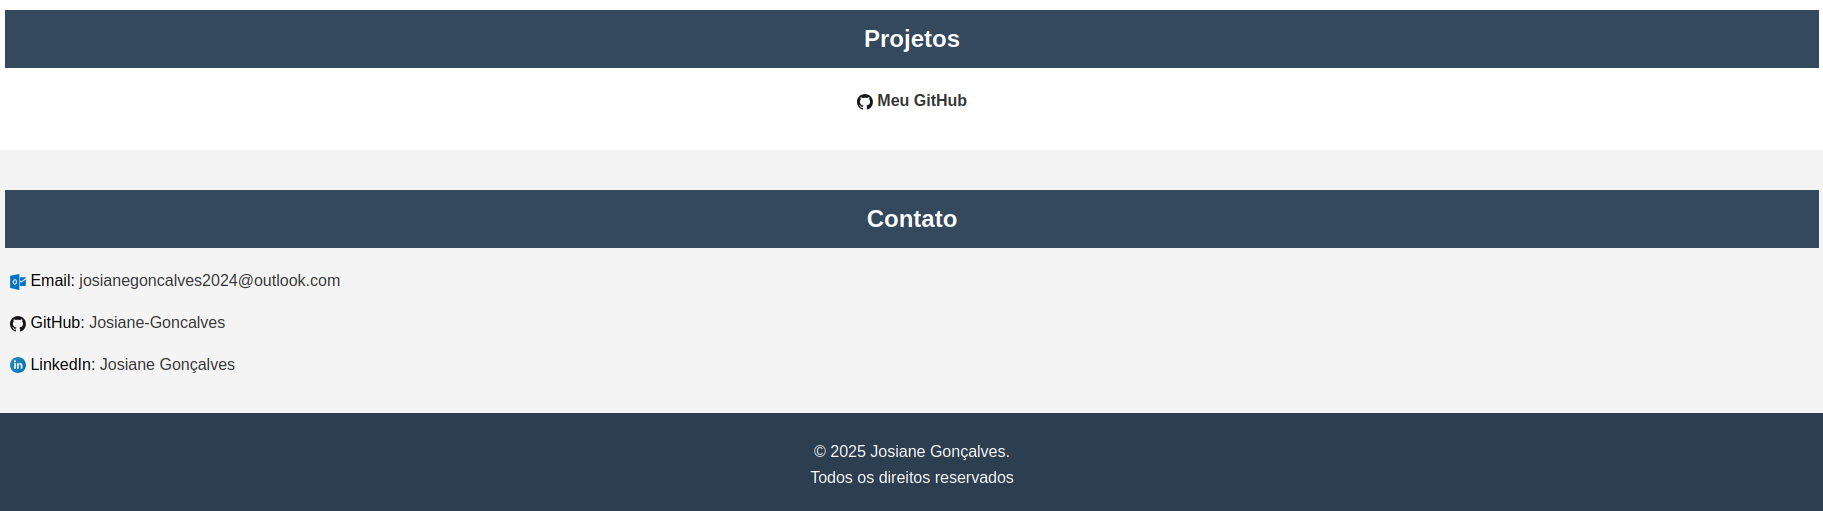 Projetos
Meu GitHub
Contato
Email: josianegoncalves2024@outlook.com
GitHub: Josiane-Goncalves
LinkedIn: Josiane Gonçalves
© 2025 Josiane Gonçalves.
Todos os direitos reservados